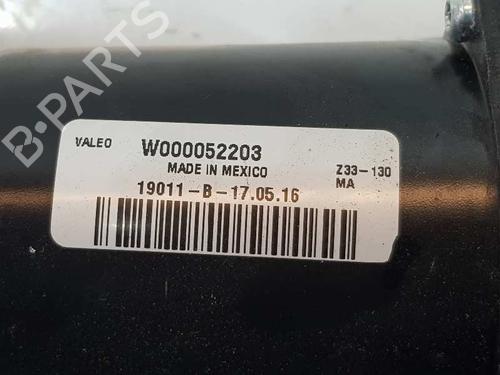 B-PARTS
VALEO W000052203
MADE IN MEXICO
Z33-130
MA
19011-B-17.05.16